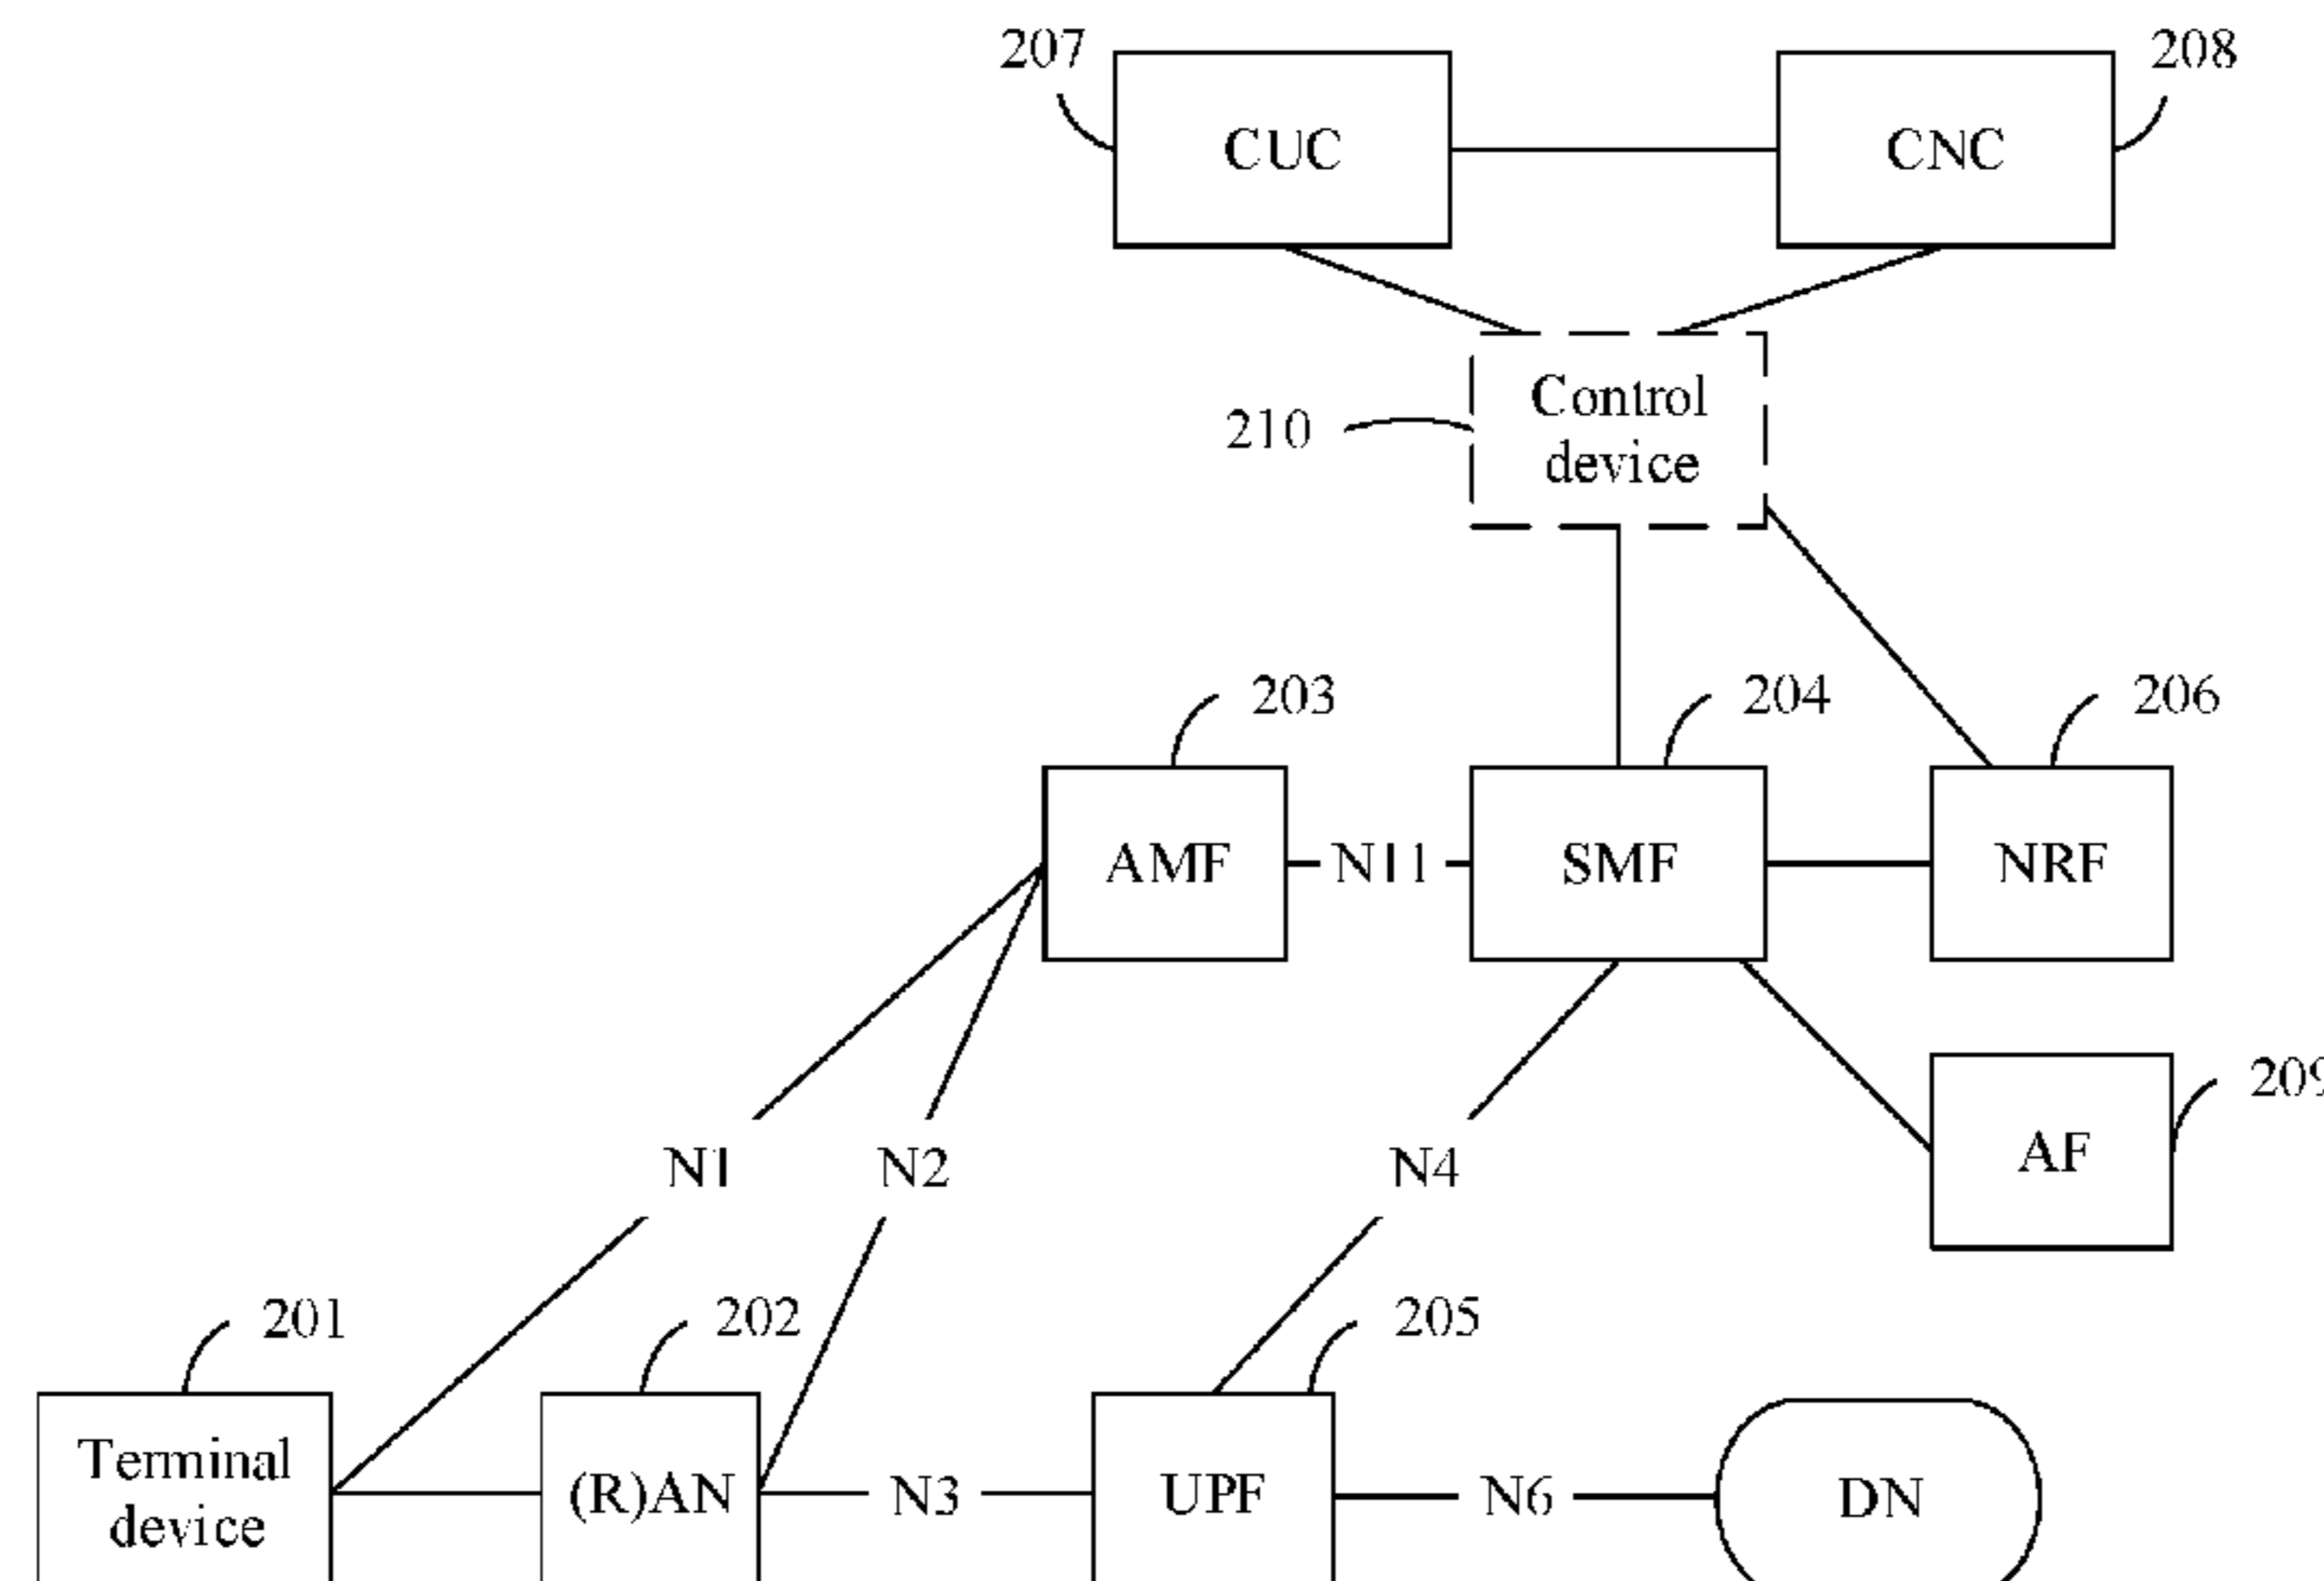 207
208
CUC
CNC
Control
device
210
203
204
206
AMF
N11
SMF
NRF
209
AF
N1
N2
N4
201
202
205
Terminal
device
(R)AN
N3
UPF
N6
DN